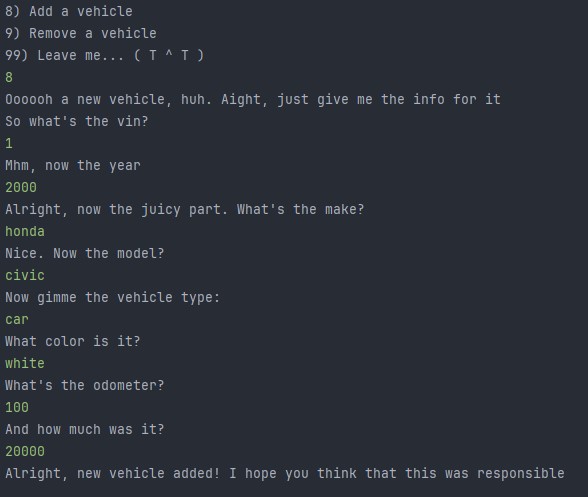 8) Add a vehicle
9) Remove a vehicle
99) Leave me... ( T ^ T )
8
Oooooh a new vehicle, huh. Aight, just give me the info for it
So what's the vin?
1
Mhm, now the year
2000
Alright, now the juicy part. What's the make?
honda
Nice. Now the model?
civic
Now gimme the vehicle type:
car
What color is it?
white
What's the odometer?
100
And how much was it?
20000
Alright, new vehicle added! I hope you think that this was responsible